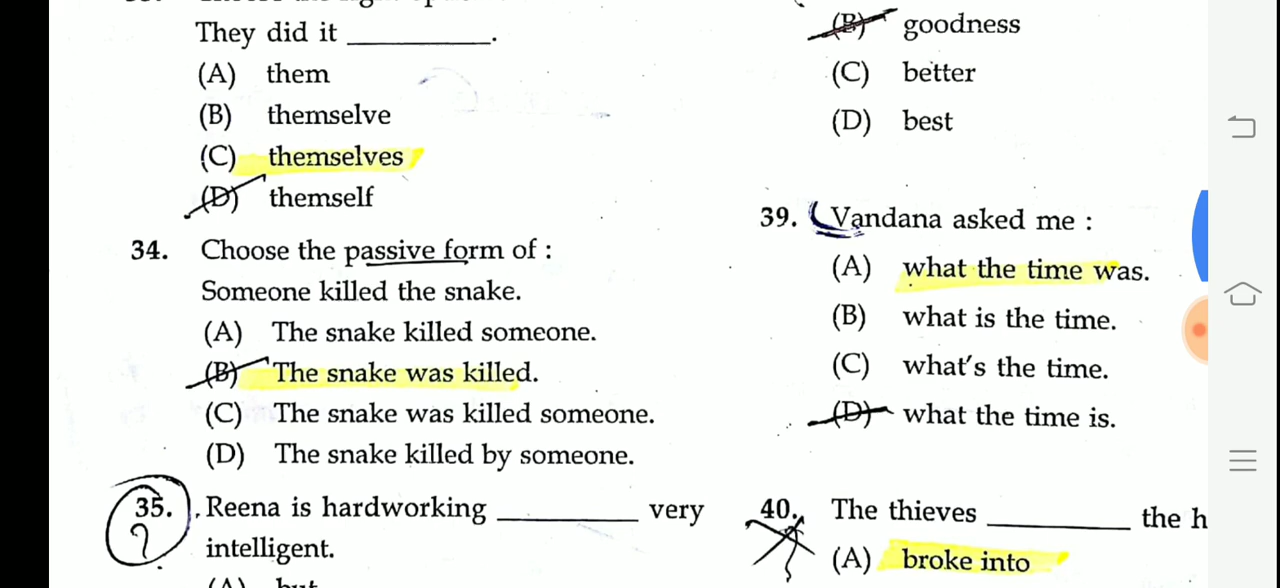 They did it ________.
(A) them
(B) themselve
(C) themselves
(D) themself
34. Choose the passive form of :
Someone killed the snake.
(A) The snake killed someone.
(B) The snake was killed.
(C) The snake was killed someone.
(D) The snake killed by someone.
35. Reena is hardworking ________ very
intelligent.
(A) but
?
(B) goodness
(C) better
(D) best
39. Vandana asked me :
(A) what the time was.
(B) what is the time.
(C) what's the time.
(D) what the time is.
40. The thieves ________ the h
(A) broke into